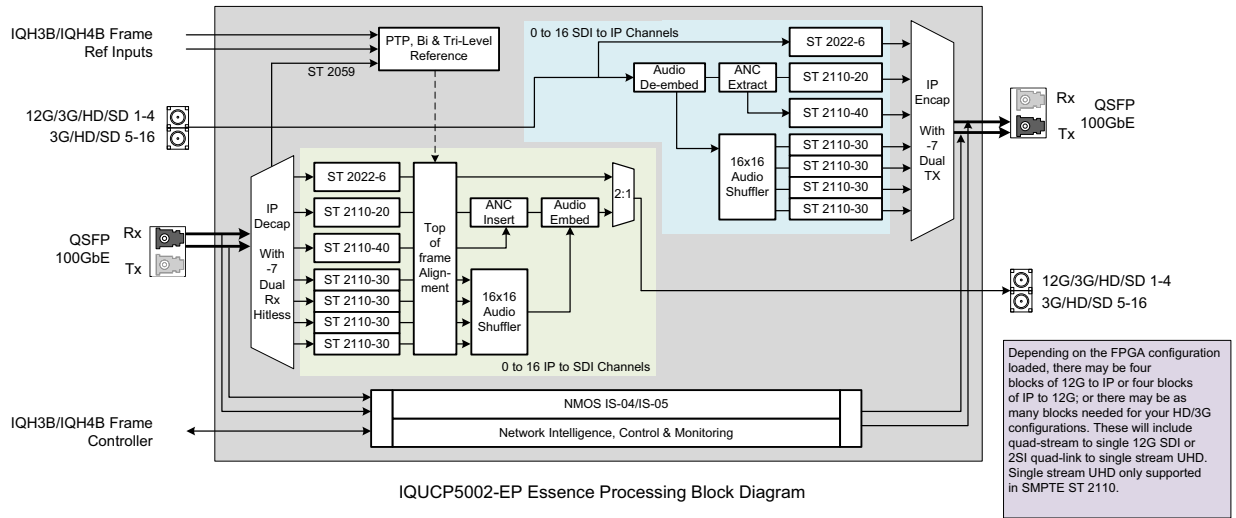 IQH3B/IQH4B Frame
Ref Inputs
PTP, Bi & Tri-Level
Reference
ST 2059
12G/3G/HD/SD 1-4
3G/HD/SD 5-16
0 to 16 SDI to IP Channels
Audio
De-embed
ANC
Extract
ST 2022-6
ST 2110-20
ST 2110-40
16x16
Audio
Shuffler
ST 2110-30
ST 2110-30
ST 2110-30
ST 2110-30
IP
Encap
With
-7
Dual
TX
Rx
Tx
QSFP
100GbE
QSFP
100GbE
Rx
Tx
IP
Decap
With
-7
Dual
Rx
Hitless
ST 2022-6
ST 2110-20
ST 2110-40
ST 2110-30
ST 2110-30
ST 2110-30
ST 2110-30
Top
of
frame
Align-
ment
ANC
Insert
Audio
Embed
2:1
16x16
Audio
Shuffler
0 to 16 IP to SDI Channels
12G/3G/HD/SD 1-4
3G/HD/SD 5-16
NMOS IS-04/IS-05
Network Intelligence, Control & Monitoring
IQH3B/IQH4B Frame
Controller
Depending on the FPGA configuration
loaded, there may be four
blocks of 12G to IP or four blocks
of IP to 12G; or there may be as
many blocks needed for your HD/3G
configurations. These will include
quad-stream to single 12G SDI or
2SI quad-link to single stream UHD.
Single stream UHD only supported
in SMPTE ST 2110.
IQUCP5002-EP Essence Processing Block Diagram